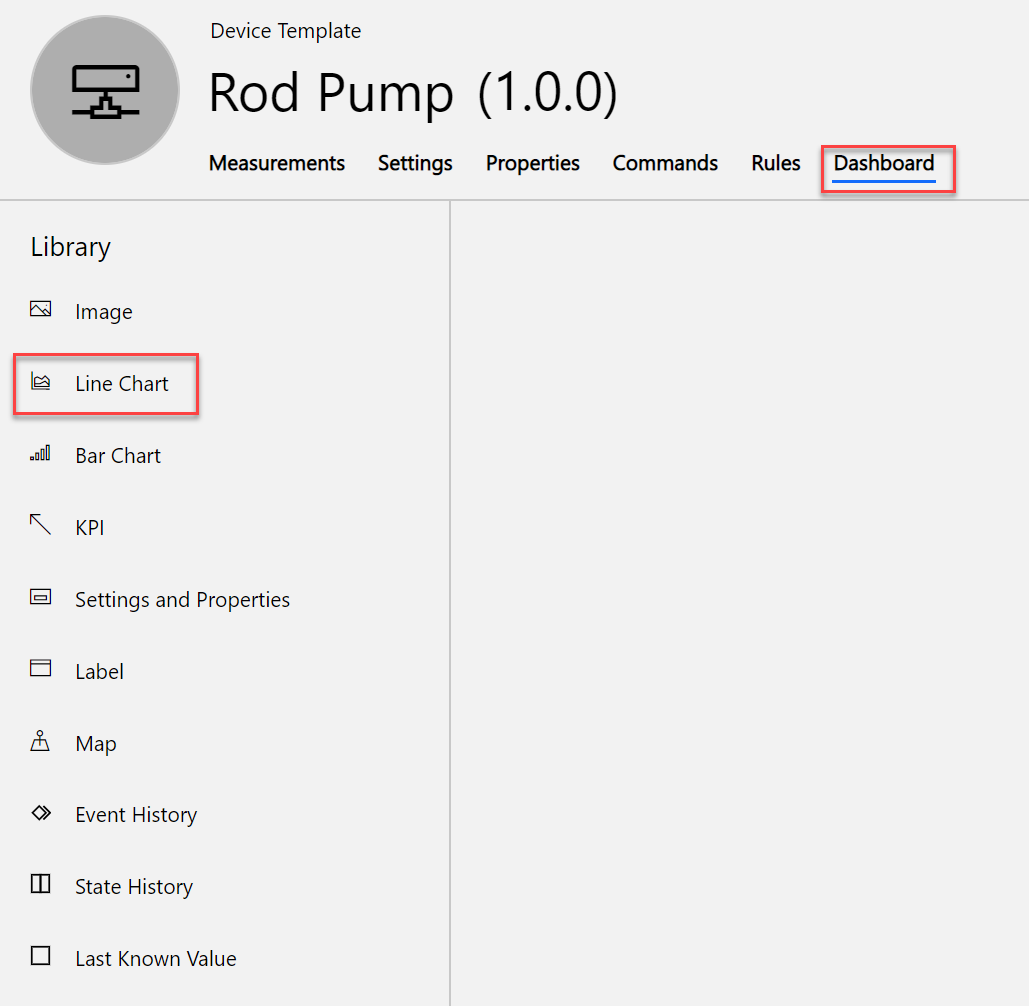 Device Template
Rod Pump (1.0.0)
Measurements Settings Properties Commands Rules Dashboard
Library
Image
Line Chart
Bar Chart
KPI
Settings and Properties
Label
Map
Event History
State History
Last Known Value